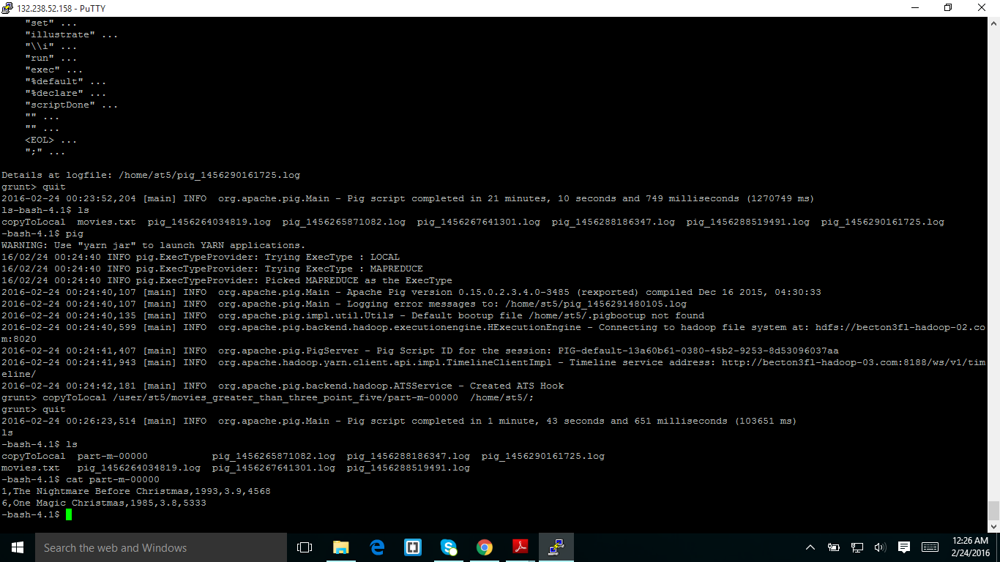 132.238.52.158 - PuTTY
"set" ...
"illustrate" ...
"\\i" ...
"run" ...
"exec" ...
"%default" ...
"%declare" ...
"scriptDone" ...
"" ...
"" ...
<EOL> ...
";" ...
Details at logfile: /home/st5/pig_1456290161725.log
grunt> quit
2016-02-24 00:23:52,204 [main] INFO  org.apache.pig.Main - Pig script completed in 21 minutes, 10 seconds and 749 milliseconds (1270749 ms)
ls-bash-4.1$ ls
copyToLocal  movies.txt  pig_1456264034819.log  pig_1456265871082.log  pig_1456267641301.log  pig_1456288186347.log  pig_1456288519491.log  pig_1456290161725.log
-bash-4.1$ pig
WARNING: Use "yarn jar" to launch YARN applications.
16/02/24 00:24:40 INFO pig.ExecTypeProvider: Trying ExecType : LOCAL
16/02/24 00:24:40 INFO pig.ExecTypeProvider: Trying ExecType : MAPREDUCE
16/02/24 00:24:40 INFO pig.ExecTypeProvider: Picked MAPREDUCE as the ExecType
2016-02-24 00:24:40,107 [main] INFO  org.apache.pig.Main - Apache Pig version 0.15.0.2.3.4.0-3485 (rexported) compiled Dec 16 2015, 04:30:33
2016-02-24 00:24:40,107 [main] INFO  org.apache.pig.Main - Logging error messages to: /home/st5/pig_1456291480105.log
2016-02-24 00:24:40,135 [main] INFO  org.apache.pig.impl.util.Utils - Default bootup file /home/st5/.pigbootup not found
2016-02-24 00:24:40,599 [main] INFO  org.apache.pig.backend.hadoop.executionengine.HExecutionEngine - Connecting to hadoop file system at: hdfs://becton3fl-hadoop-02.co
m:8020
2016-02-24 00:24:41,407 [main] INFO  org.apache.pig.PigServer - Pig Script ID for the session: PIG-default-13a60b61-0380-45b2-9253-8d53096037aa
2016-02-24 00:24:41,943 [main] INFO  org.apache.hadoop.yarn.client.api.impl.TimelineClientImpl - Timeline service address: http://becton3fl-hadoop-03.com:8188/ws/v1/tim
eline/
2016-02-24 00:24:42,181 [main] INFO  org.apache.pig.backend.hadoop.ATSService - Created ATS Hook
grunt> copyToLocal /user/st5/movies_greater_than_three_point_five/part-m-00000  /home/st5/;
grunt> quit
2016-02-24 00:26:23,514 [main] INFO  org.apache.pig.Main - Pig script completed in 1 minute, 43 seconds and 651 milliseconds (103651 ms)
ls
-bash-4.1$ ls
copyToLocal  part-m-00000           pig_1456265871082.log  pig_1456288186347.log  pig_1456290161725.log
movies.txt   pig_1456264034819.log  pig_1456267641301.log  pig_1456288519491.log
-bash-4.1$ cat part-m-00000
1,The Nightmare Before Christmas,1993,3.9,4568
6,One Magic Christmas,1985,3.8,5333
-bash-4.1$
Search the web and Windows
12:26 AM
2/24/2016